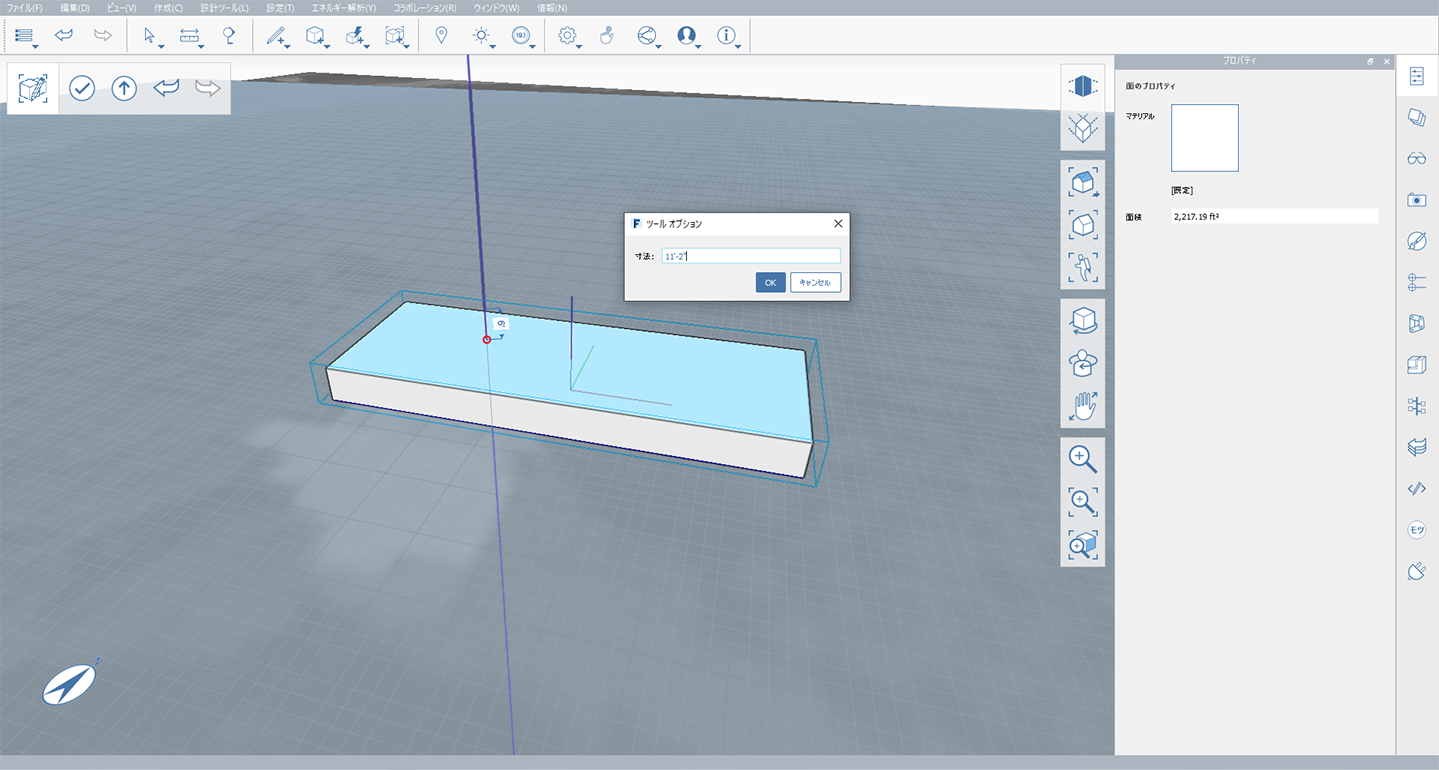 ファイル(F) 編集(D) ビュー(V) 作成(C) 設計ツール(L) 設定(T) エネルギー解析(Y) コラボレーション(R) ウィンドウ(W) 情報(N)
191
プロパティ
面のプロパティ
マテリアル
[既定]
面積 2,217.19 ft²
F ツール オプション
寸法: 11'-2"
OK キャンセル
モツ